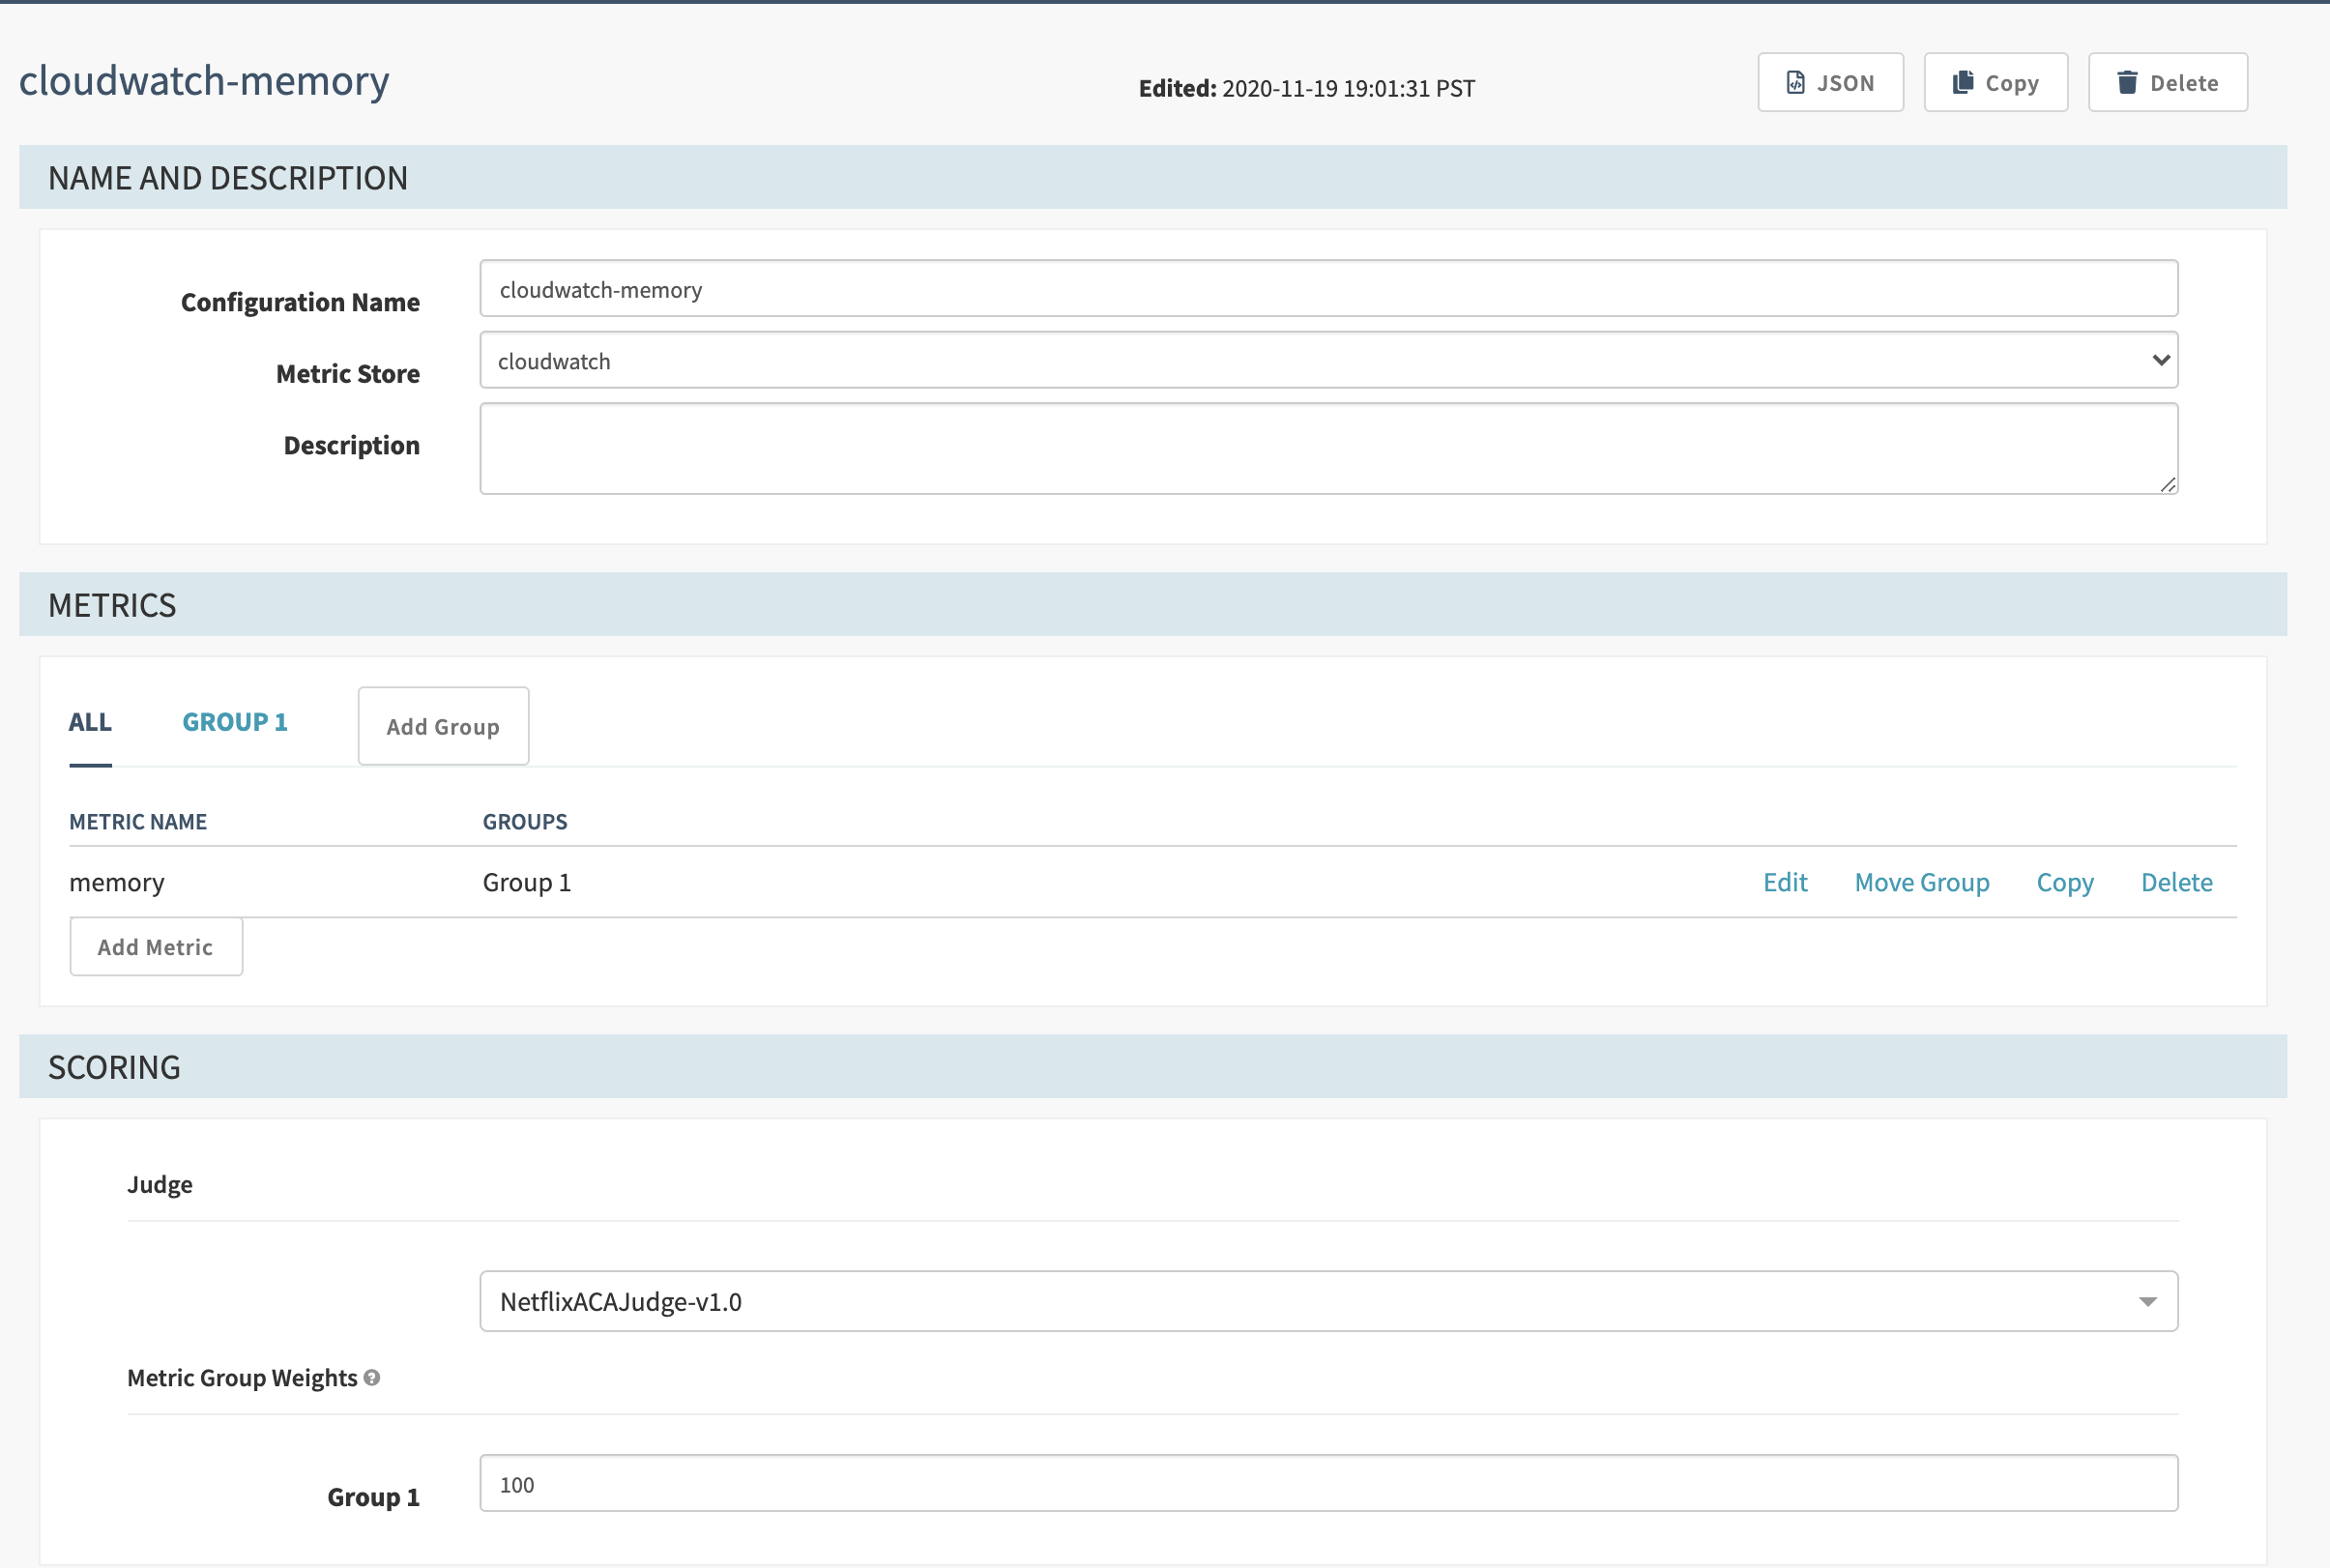 cloudwatch-memory
Edited: 2020-11-19 19:01:31 PST
JSON
Copy
Delete
NAME AND DESCRIPTION
Configuration Name
cloudwatch-memory
Metric Store
cloudwatch
Description
METRICS
ALL
GROUP 1
Add Group
METRIC NAME
GROUPS
memory
Group 1
Edit
Move Group
Copy
Delete
Add Metric
SCORING
Judge
NetflixACAJudge-v1.0
Metric Group Weights ?
Group 1
100